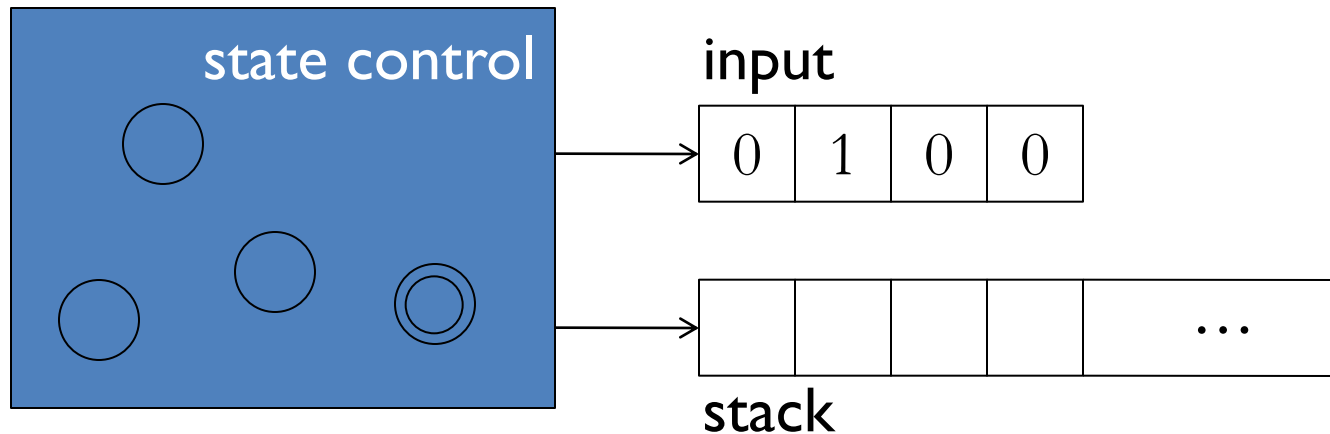 state control
input
0 1 0 0
…
stack